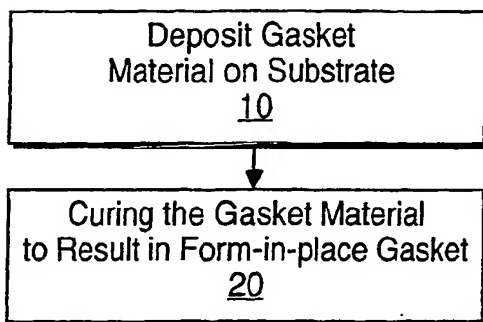 Deposit Gasket
Material on Substrate
10
Curing the Gasket Material
to Result in Form-in-place Gasket
20